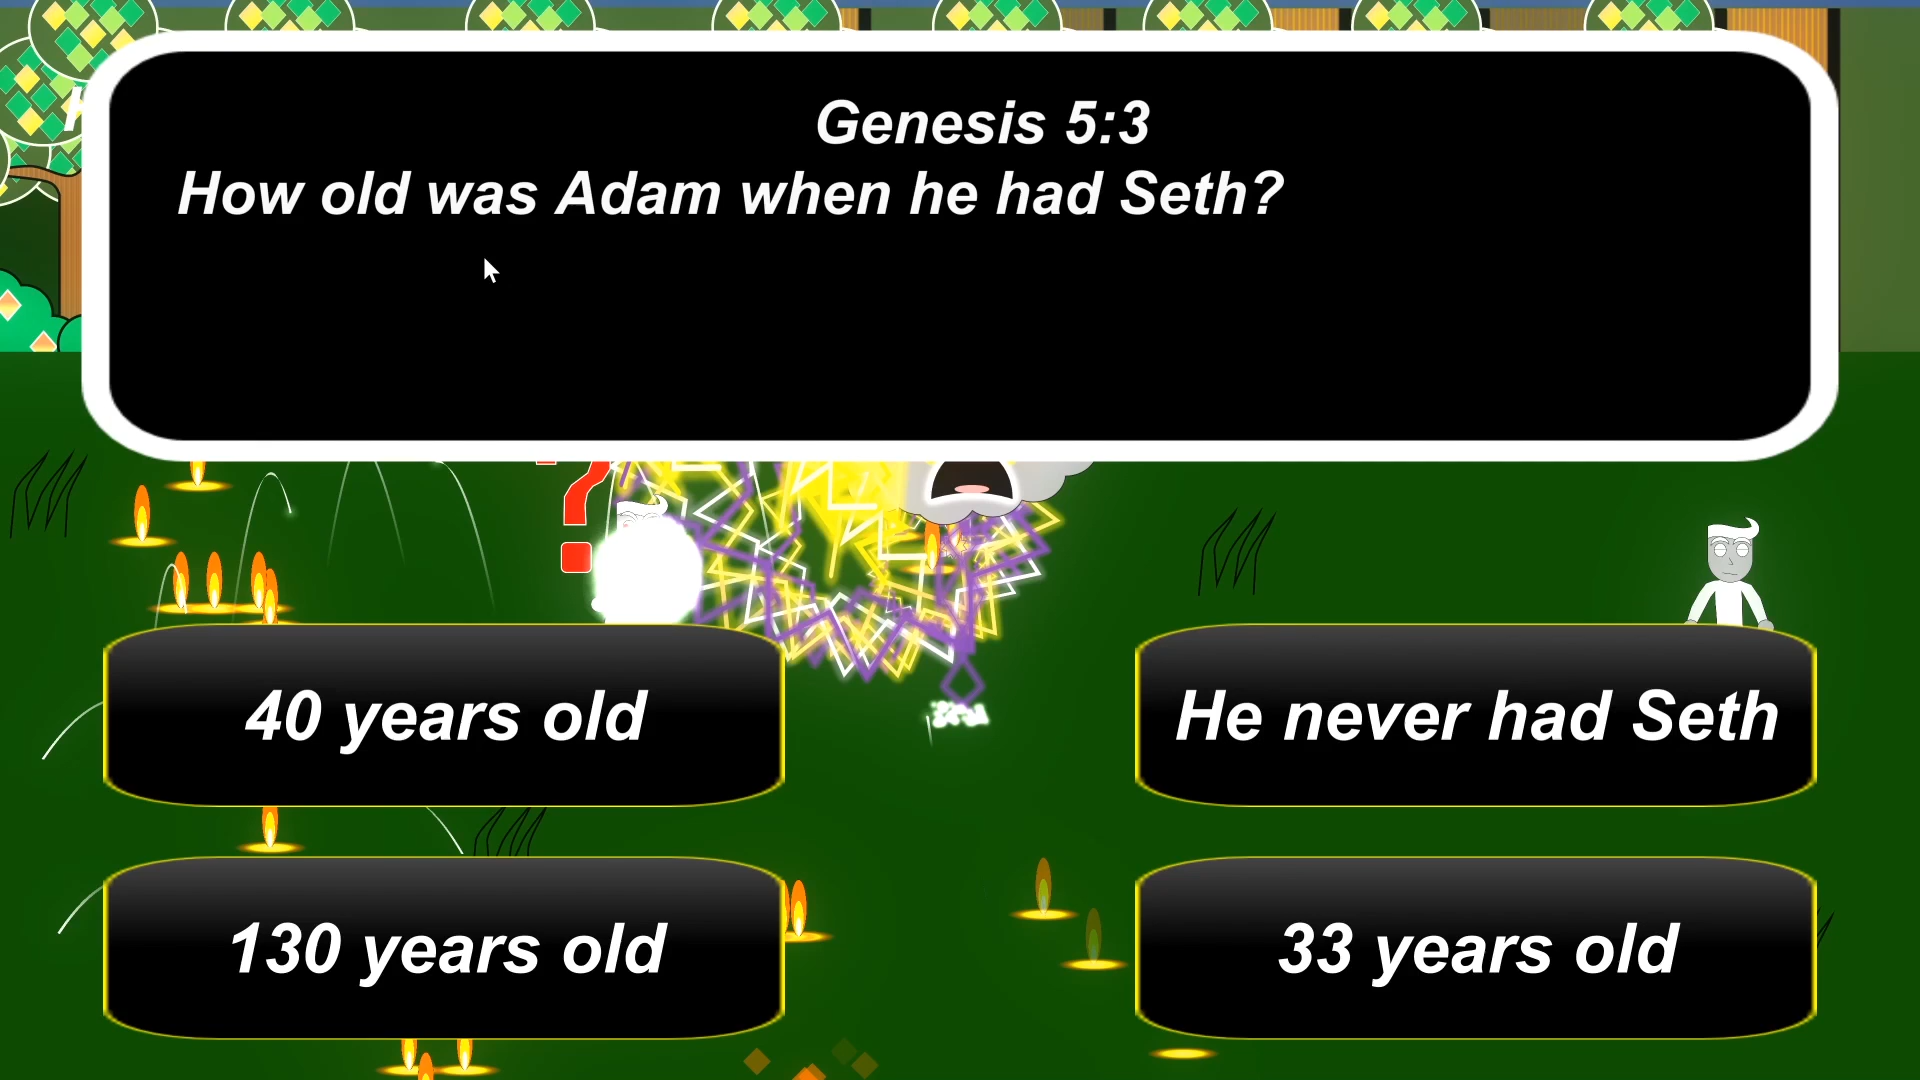 Genesis 5:3
How old was Adam when he had Seth?
40 years old
He never had Seth
130 years old
33 years old